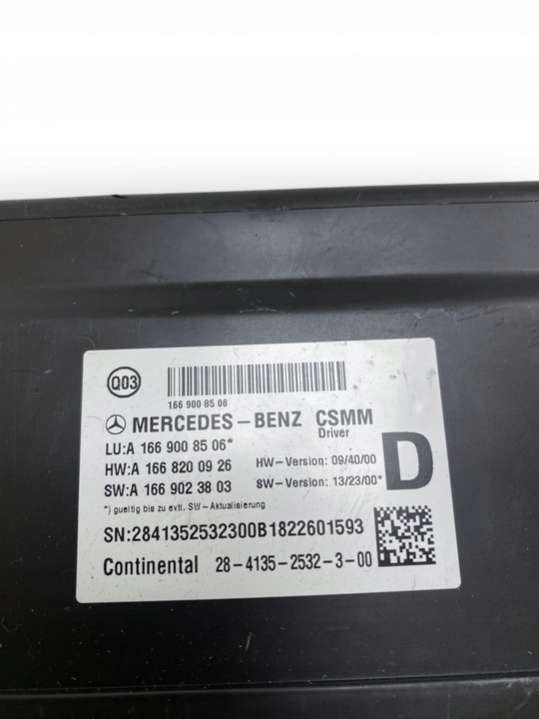 Q03
166 900 85 06
MERCEDES-BENZ CSMM
Driver
D
LU:A 166 900 85 06*
HW:A 166 820 09 26 HW-Version: 09/40/00
SW:A 166 902 38 03 SW-Version: 13/23/00*
*) gueltig bis zu evtl. SW-Aktualisierung
SN:2841352532300B1822601593
Continental 28-4135-2532-3-00